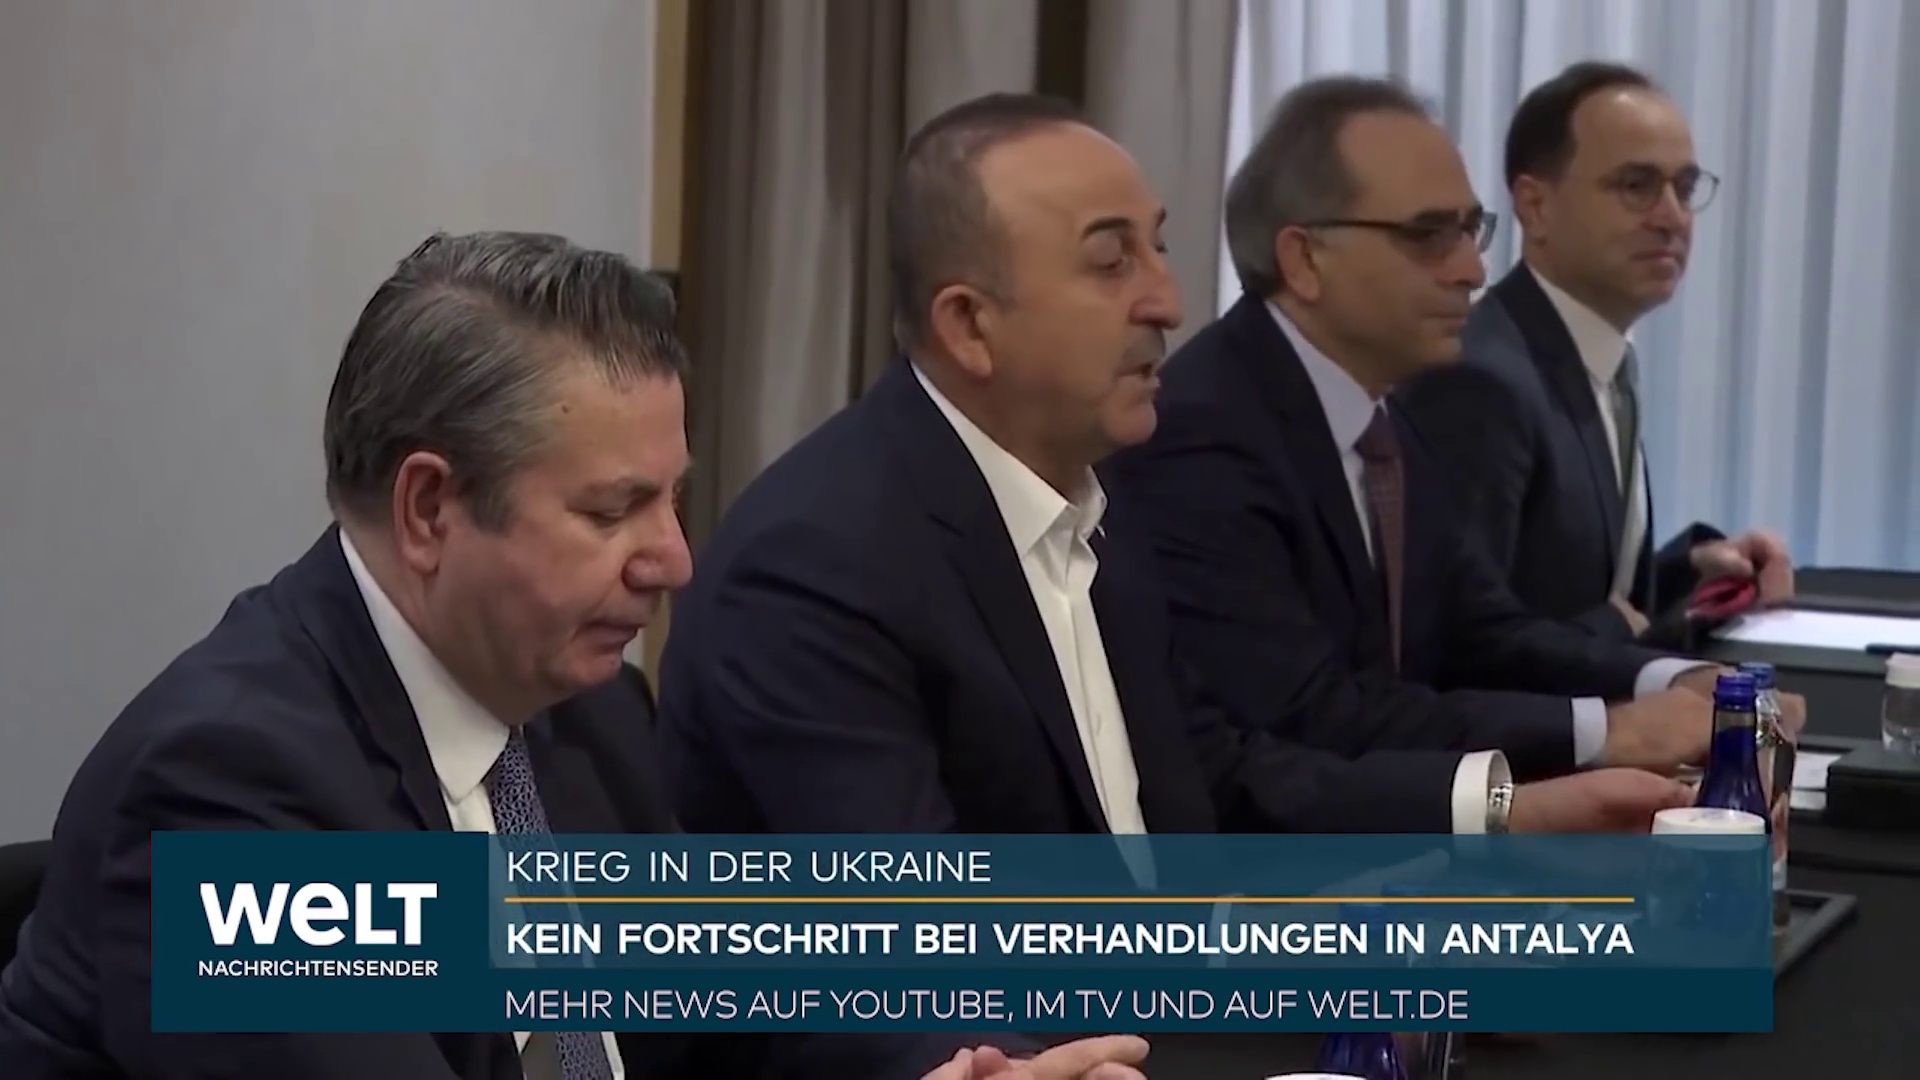 KRIEG IN DER UKRAINE
WELT
NACHRICHTENSENDER
KEIN FORTSCHRITT BEI VERHANDLUNGEN IN ANTALYA
MEHR NEWS AUF YOUTUBE, IM TV UND AUF WELT.DE